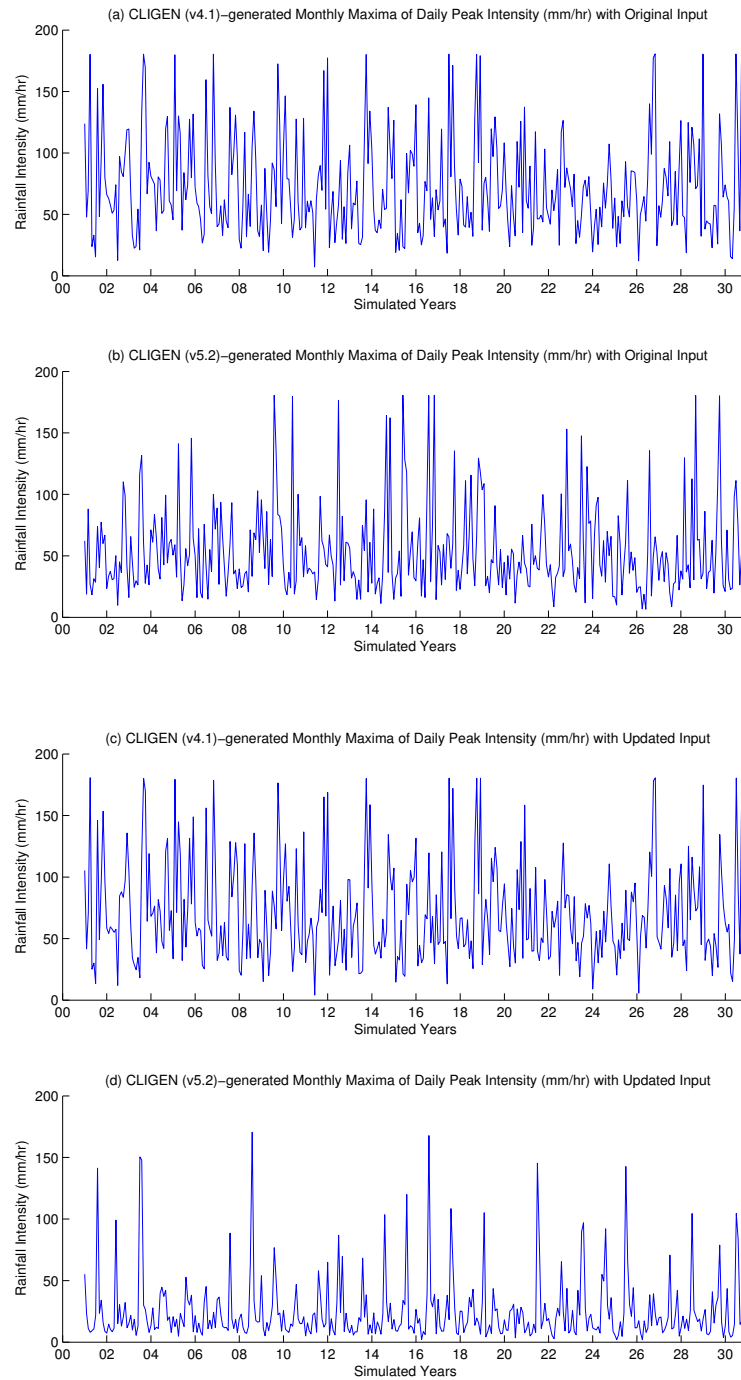 (a) CLIGEN (v4.1)−generated Monthly Maxima of Daily Peak Intensity (mm/hr) with Original Input
200
150
100
50
0
Rainfall Intensity (mm/hr)
00 02 04 06 08 10 12 14 16 18 20 22 24 26 28 30
Simulated Years
(b) CLIGEN (v5.2)−generated Monthly Maxima of Daily Peak Intensity (mm/hr) with Original Input
200
150
100
50
0
Rainfall Intensity (mm/hr)
00 02 04 06 08 10 12 14 16 18 20 22 24 26 28 30
Simulated Years
(c) CLIGEN (v4.1)−generated Monthly Maxima of Daily Peak Intensity (mm/hr) with Updated Input
200
150
100
50
0
Rainfall Intensity (mm/hr)
00 02 04 06 08 10 12 14 16 18 20 22 24 26 28 30
Simulated Years
(d) CLIGEN (v5.2)−generated Monthly Maxima of Daily Peak Intensity (mm/hr) with Updated Input
200
150
100
50
0
Rainfall Intensity (mm/hr)
00 02 04 06 08 10 12 14 16 18 20 22 24 26 28 30
Simulated Years